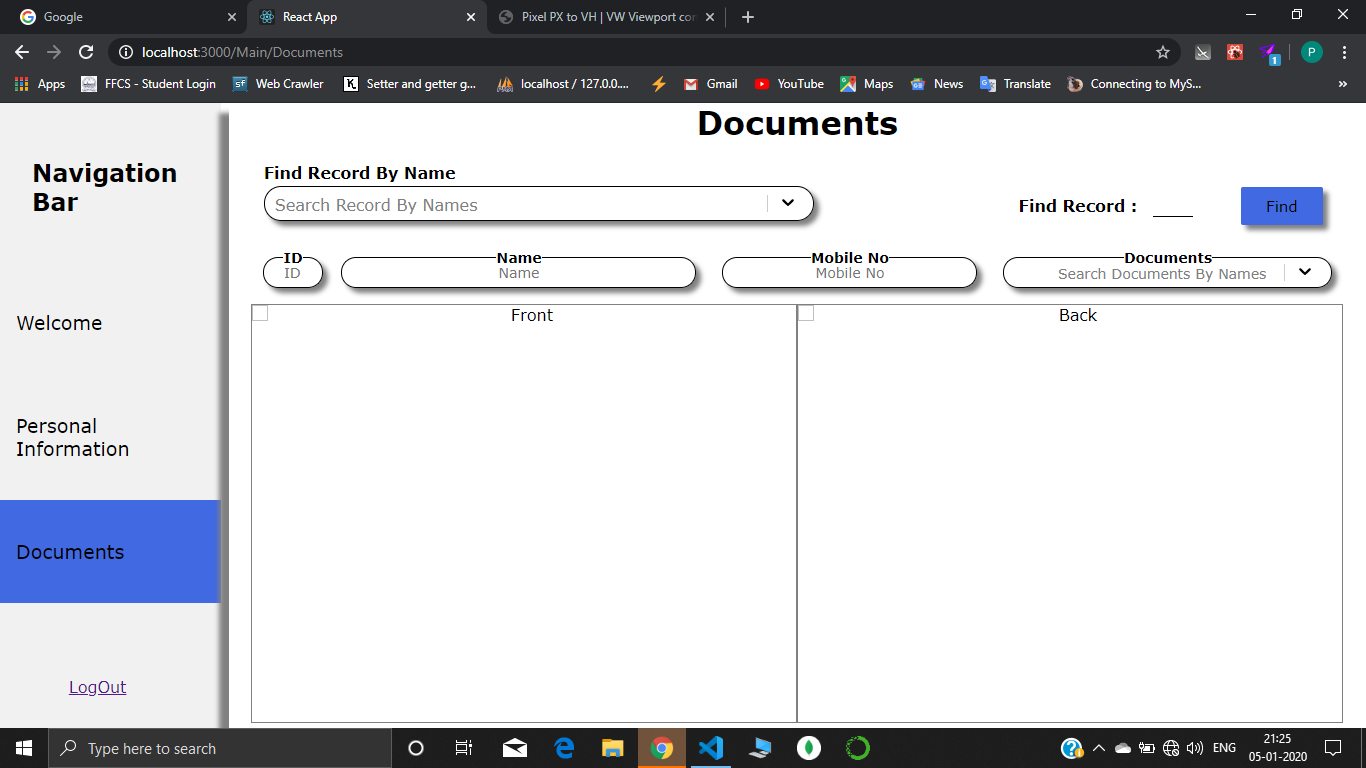 Google
React App
Pixel PX to VH | VW Viewport con
localhost:3000/Main/Documents
P
1
Apps
FFCS - Student Login
sf
Web Crawler
K
Setter and getter g...
localhost / 127.0.0....
Gmail
YouTube
Maps
News
Translate
Connecting to MyS...
»
Documents
Navigation
Bar
Find Record By Name
Search Record By Names
Find Record :
Find
ID
Name
Mobile No
Documents
ID
Name
Mobile No
Search Documents By Names
Front
Back
Welcome
Personal
Information
Documents
LogOut
Type here to search
ENG
21:25
05-01-2020